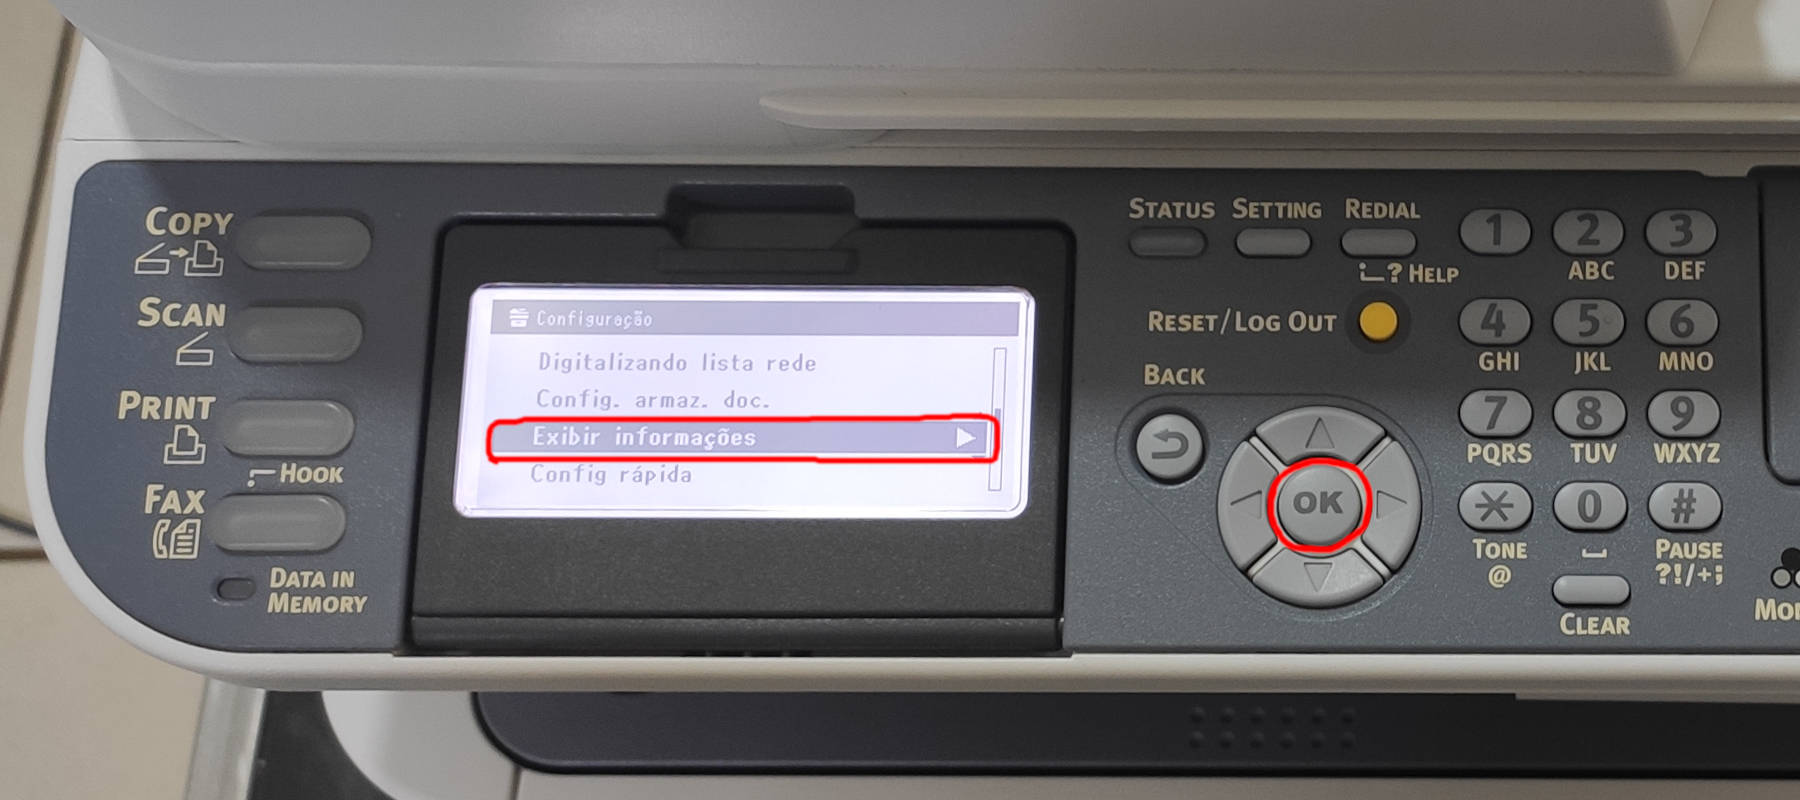 COPY
SCAN
PRINT
HOOK
FAX
DATA IN
MEMORY
Configuração
Digitalizando lista rede
Config. armaz. doc.
Exibir informações
Config rápida
STATUS SETTING REDIAL
? HELP
RESET/LOG OUT
BACK
OK
1 2 3
ABC DEF
4 5 6
GHI JKL MNO
7 8 9
PQRS TUV WXYZ
* 0 #
TONE PAUSE
@ ?!/+;
CLEAR